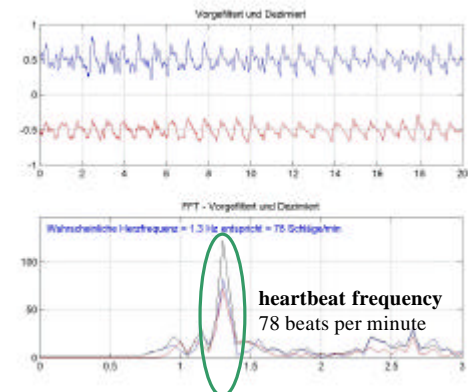 Vorgefiltert und Dezimiert
1
0.5
0
-0.5
-1
0 2 4 6 8 10 12 14 16 18 20
FFT - Vorgefiltert und Dezimiert
Wahrscheinliche Herzfrequenz = 1.3 Hz entspricht = 78 Schläge/min
100
50
0
heartbeat frequency
78 beats per minute
0 0.5 1 1.5 2 2.5 3